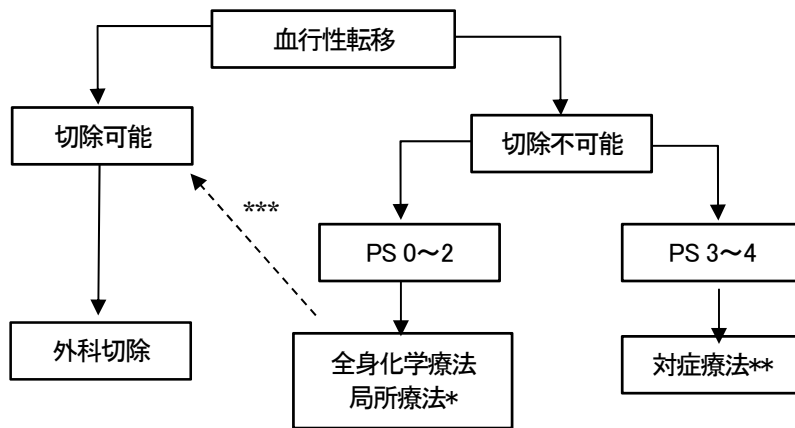 血行性転移
切除可能
切除不可能
***
PS 0～2
PS 3～4
外科切除
全身化学療法
局所療法*
対症療法**